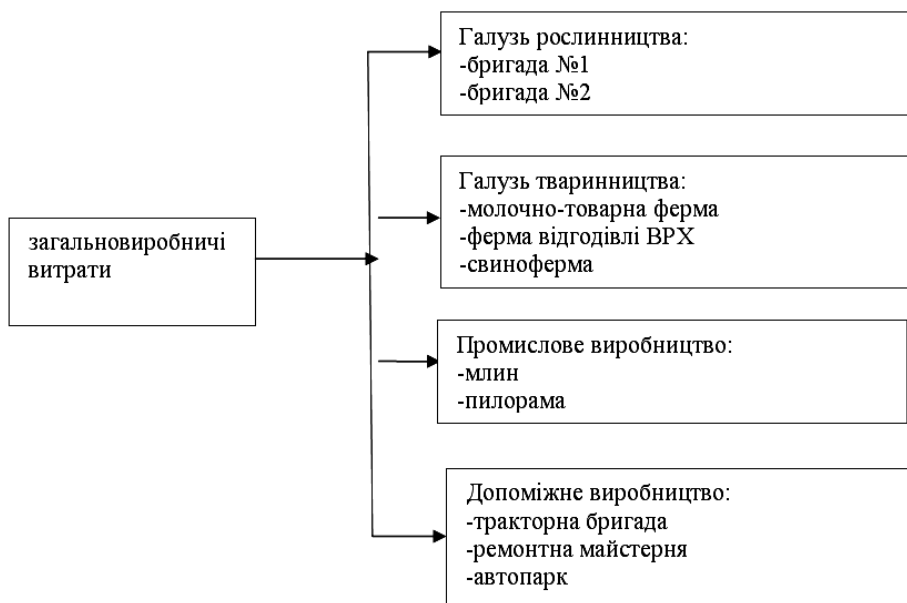 Галузь рослинництва:
-бригада №1
-бригада №2
Галузь тваринництва:
-молочно-товарна ферма
-ферма відгодівлі ВРХ
-свиноферма
загальновиробничі
витрати
Промислове виробництво:
-млин
-пилорама
Допоміжне виробництво:
-тракторна бригада
-ремонтна майстерня
-автопарк